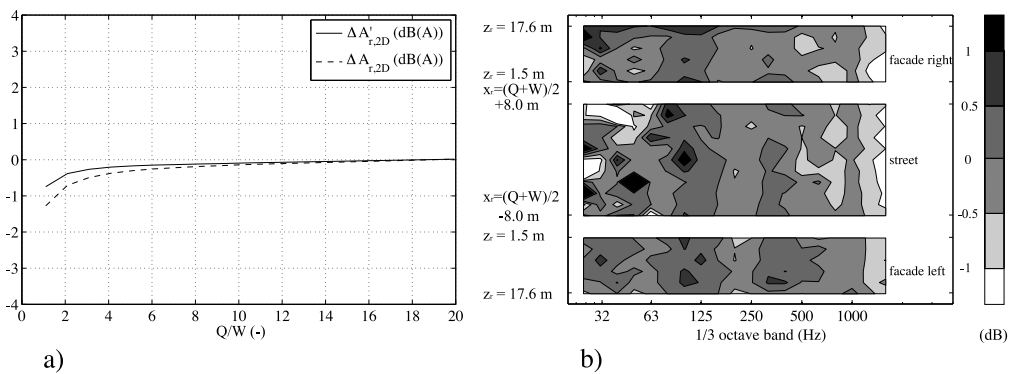 4
3
2
1
0
-1
-2
-3
-4
ΔA'r,2D (dB(A))
ΔAr,2D (dB(A))
0 2 4 6 8 10 12 14 16 18 20
Q/W (-)
a)
zr = 17.6 m
zr = 1.5 m
xr=(Q+W)/2
+8.0 m
xr=(Q+W)/2
-8.0 m
zr = 1.5 m
zr = 17.6 m
facade right
street
facade left
32 63 125 250 500 1000
1/3 octave band (Hz)
b)
1
0.5
0
-0.5
-1
(dB)